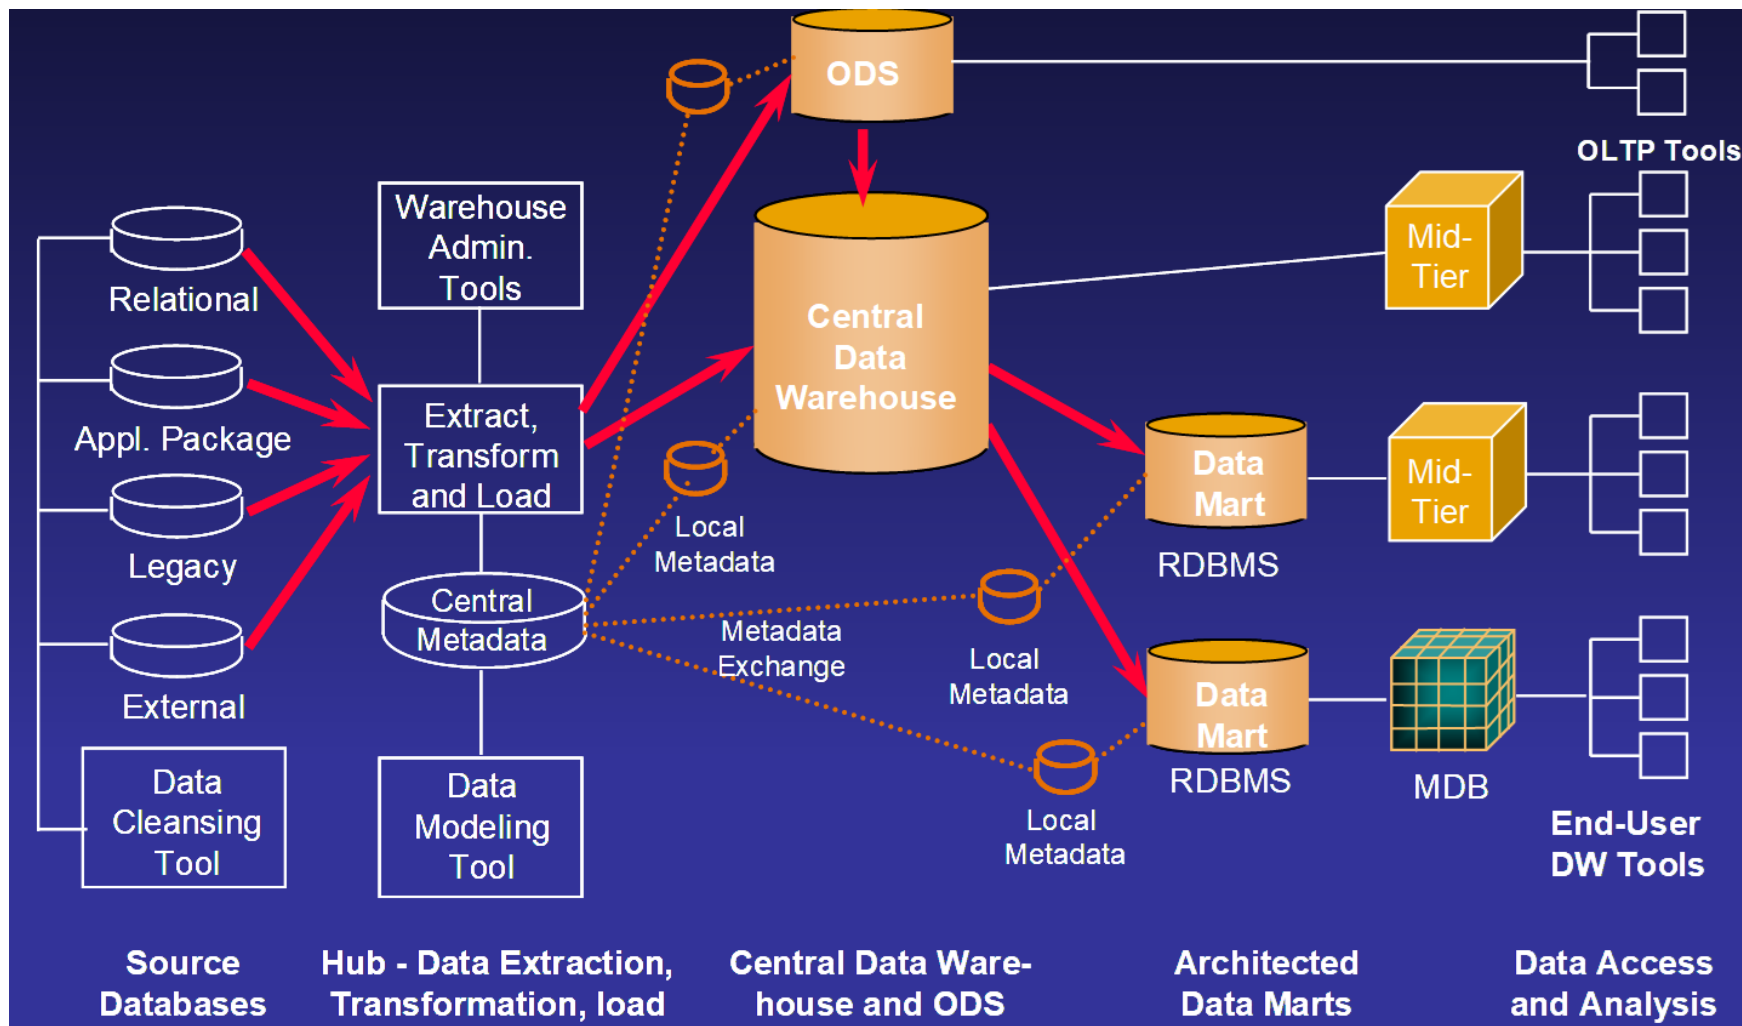 ODS
OLTP Tools
Warehouse
Admin.
Tools
Relational
Mid-
Tier
Central
Data
Warehouse
Appl. Package
Extract,
Transform
and Load
Data
Mart
RDBMS
Mid-
Tier
Local
Metadata
Legacy
Central
Metadata
Metadata
Exchange
Local
Metadata
External
Data
Mart
RDBMS
MDB
Data
Cleansing
Tool
Data
Modeling
Tool
Local
Metadata
End-User
DW Tools
Source
Databases
Hub - Data Extraction,
Transformation, load
Central Data Ware-
house and ODS
Architected
Data Marts
Data Access
and Analysis